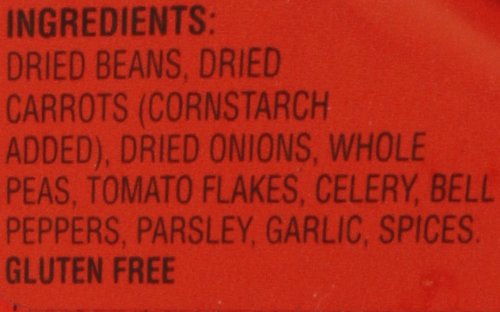 INGREDIENTS:
DRIED BEANS, DRIED
CARROTS (CORNSTARCH
ADDED), DRIED ONIONS, WHOLE
PEAS, TOMATO FLAKES, CELERY, BELL
PEPPERS, PARSLEY, GARLIC, SPICES.
GLUTEN FREE